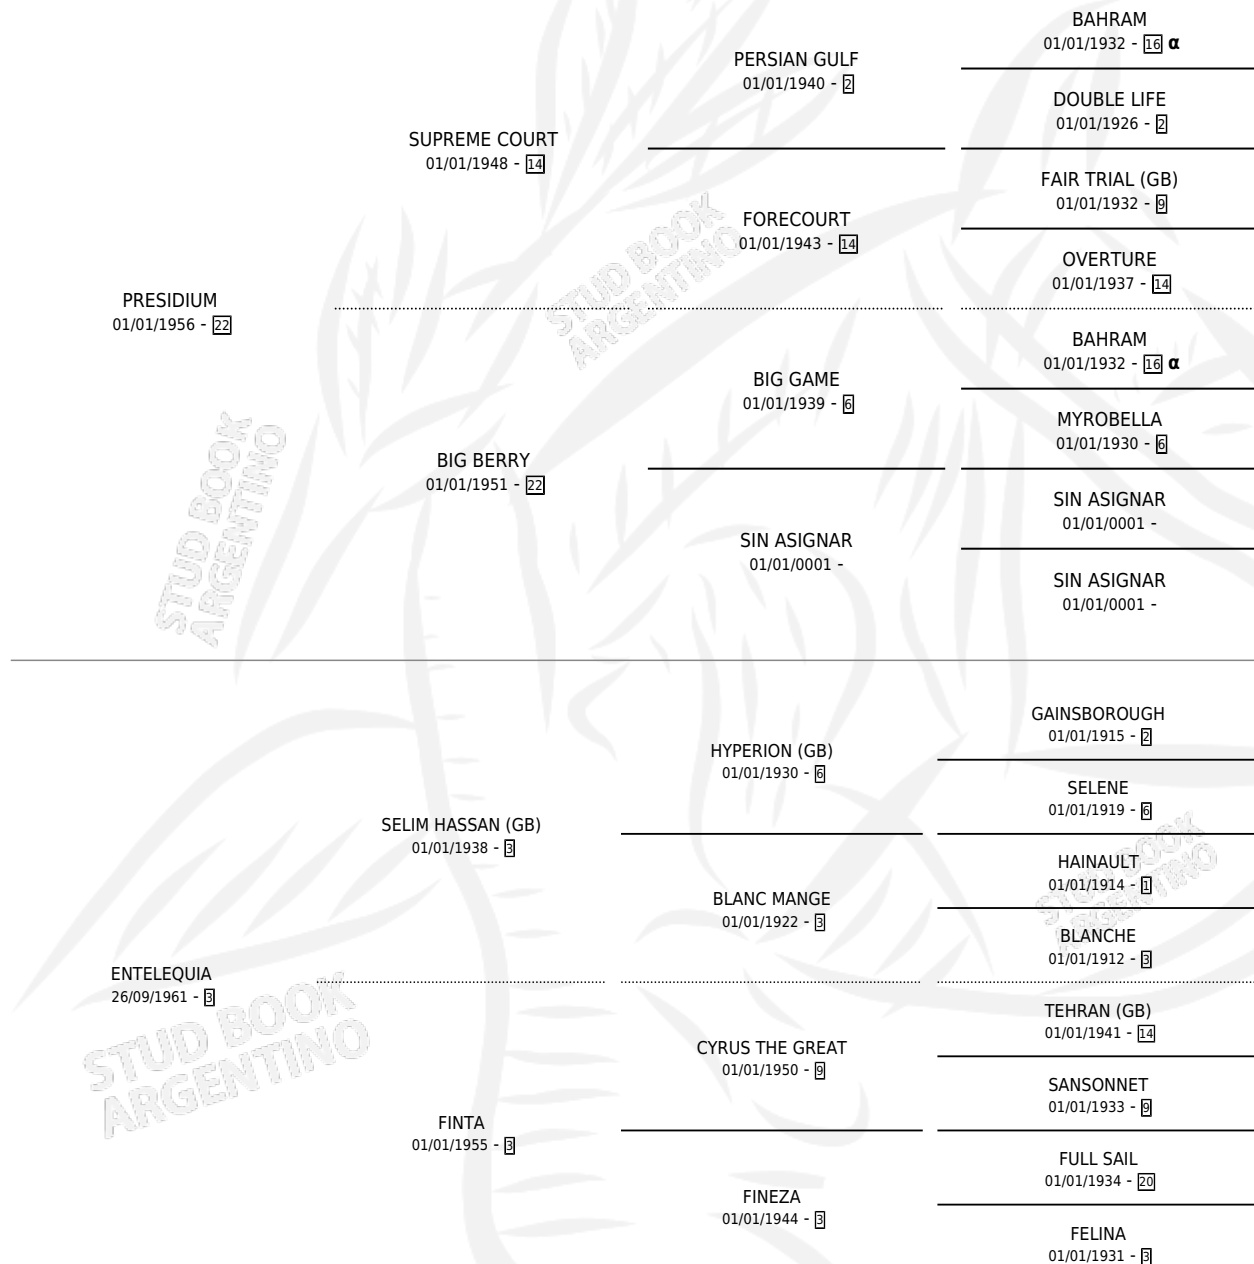 BAHRAM
01/01/1932 - 16 α
PERSIAN GULF
01/01/1940 - 2
DOUBLE LIFE
01/01/1926 - 2
SUPREME COURT
01/01/1948 - 14
FAIR TRIAL (GB)
01/01/1932 - 9
FORECOURT
01/01/1943 - 14
OVERTURE
01/01/1937 - 14
PRESIDIUM
01/01/1956 - 22
BAHRAM
01/01/1932 - 16 α
BIG GAME
01/01/1939 - 6
MYROBELLA
01/01/1930 - 6
BIG BERRY
01/01/1951 - 22
SIN ASIGNAR
01/01/0001 -
SIN ASIGNAR
01/01/0001 -
SIN ASIGNAR
01/01/0001 -
GAINSBOROUGH
01/01/1915 - 2
HYPERION (GB)
01/01/1930 - 6
SELENE
01/01/1919 - 6
SELIM HASSAN (GB)
01/01/1938 - 3
HAINAULT
01/01/1914 - 1
BLANC MANGE
01/01/1922 - 3
BLANCHE
01/01/1912 - 3
ENTELEQUIA
26/09/1961 - 3
TEHRAN (GB)
01/01/1941 - 14
CYRUS THE GREAT
01/01/1950 - 9
SANSONNET
01/01/1933 - 9
FINTA
01/01/1955 - 3
FULL SAIL
01/01/1934 - 20
FINEZA
01/01/1944 - 3
FELINA
01/01/1931 - 3
STUD BOOK
ARGENTINO
STUD BOOK
ARGENTINO
STUD BOOK
ARGENTINO
STUD BOOK
ARGENTINO